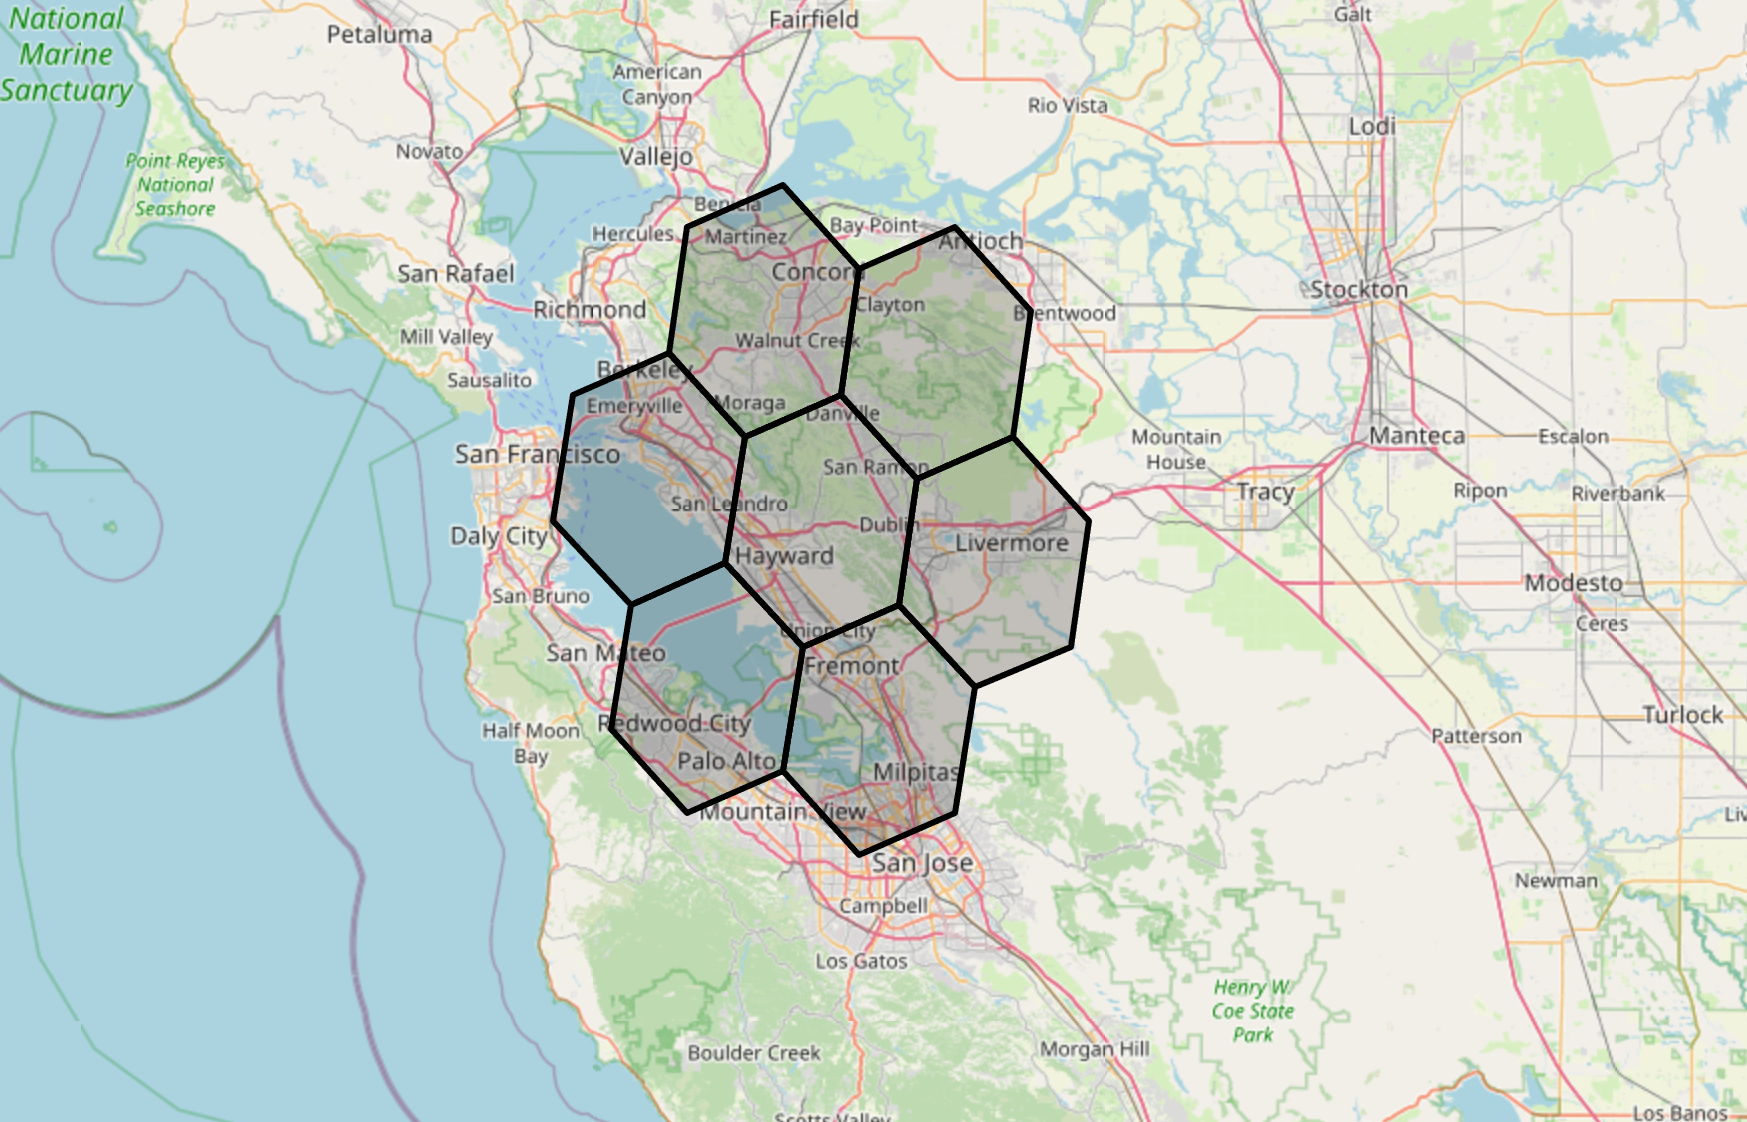 National
Marine
Sanctuary
Petaluma
Fairfield
Galt
American
Canyon
Rio Vista
Lodi
Novato
Vallejo
Point Reyes
National
Seashore
Benicia
Hercules
Martinez
Bay Point
Antioch
San Rafael
Concord
Richmond
Clayton
Brentwood
Stockton
Mill Valley
Walnut Creek
Sausalito
Berkeley
Emeryville
Moraga
Danville
Mountain
House
Manteca
Escalon
San Francisco
San Ramon
San Leandro
Tracy
Ripon
Riverbank
Daly City
Dublin
Hayward
Livermore
Modesto
San Bruno
Union City
Ceres
San Mateo
Fremont
Half Moon
Bay
Redwood City
Turlock
Patterson
Palo Alto
Milpitas
Mountain View
Liv
San Jose
Newman
Campbell
Los Gatos
Henry W.
Coe State
Park
Boulder Creek
Morgan Hill
Scotts Valley
Los Banos